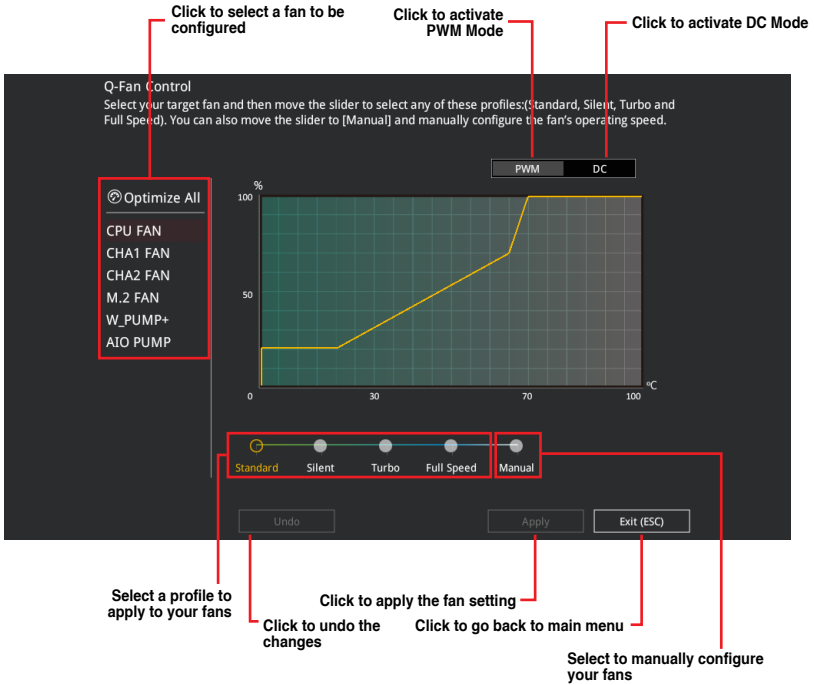 Click to select a fan to be
configured
Click to activate
PWM Mode
Click to activate DC Mode
Q-Fan Control
Select your target fan and then move the slider to select any of these profiles:(Standard, Silent, Turbo and
Full Speed). You can also move the slider to [Manual] and manually configure the fan's operating speed.
PWM
DC
Optimize All
CPU FAN
CHA1 FAN
CHA2 FAN
M.2 FAN
W_PUMP+
AIO PUMP
%
100
50
0
30
70
100
ºC
Standard
Silent
Turbo
Full Speed
Manual
Undo
Apply
Exit (ESC)
Select a profile to
apply to your fans
Click to undo the
changes
Click to apply the fan setting
Click to go back to main menu
Select to manually configure
your fans